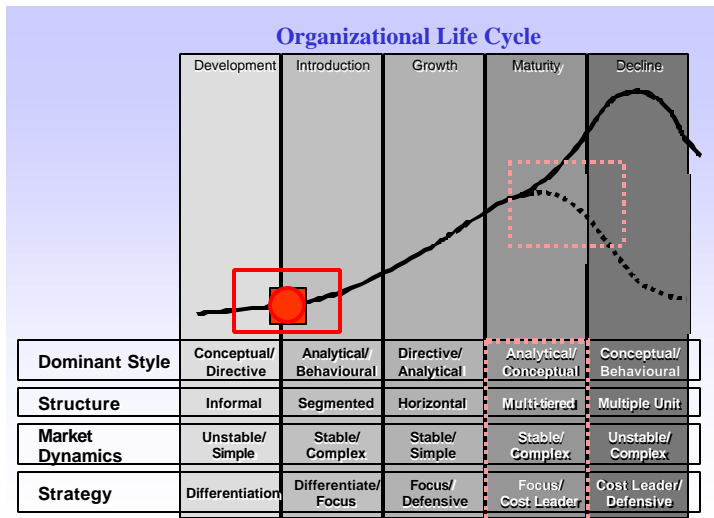 Organizational Life Cycle
Development Introduction Growth Maturity Decline
Dominant Style
Conceptual/ Analytical/ Directive/ Analytical/ Conceptual/
Directive Behavioural Analytical Conceptual Behavioural
Structure Informal Segmented Horizontal Multi-tiered Multiple Unit
Market Unstable/ Stable/ Stable/ Stable/ Unstable/
Dynamics Simple Complex Simple Complex Complex
Strategy Differentiation
Differentiate/ Focus/ Focus/ Cost Leader/
Focus Defensive Cost Leader Defensive